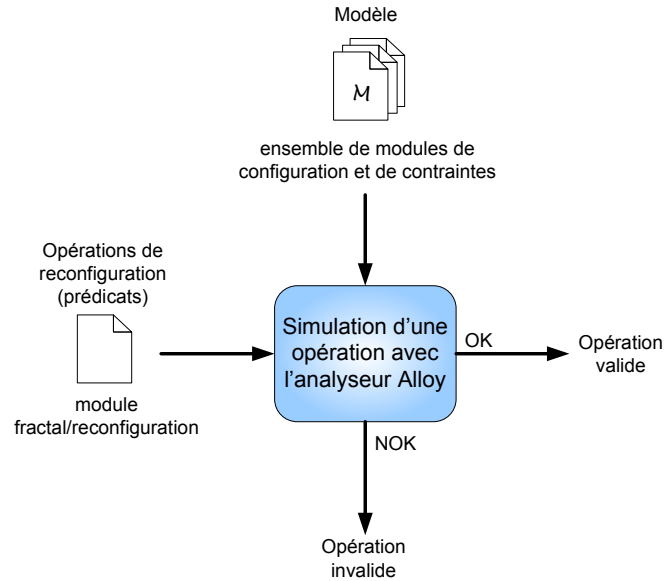 Modèle
M
ensemble de modules de
configuration et de contraintes
Opérations de
reconfiguration
(prédicats)
module
fractal/reconfiguration
Simulation d'une
opération avec
l'analyseur Alloy
OK
Opération
valide
NOK
Opération
invalide